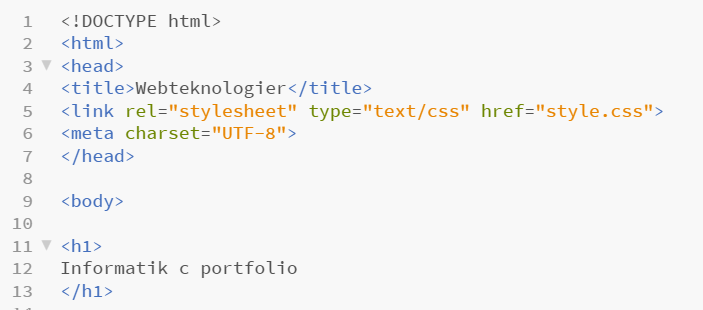 1 <!DOCTYPE html>
2 <html>
3 <head>
4 <title>Webteknologier</title>
5 <link rel="stylesheet" type="text/css" href="style.css">
6 <meta charset="UTF-8">
7 </head>
8
9 <body>
10
11 <h1>
12 Informatik c portfolio
13 </h1>